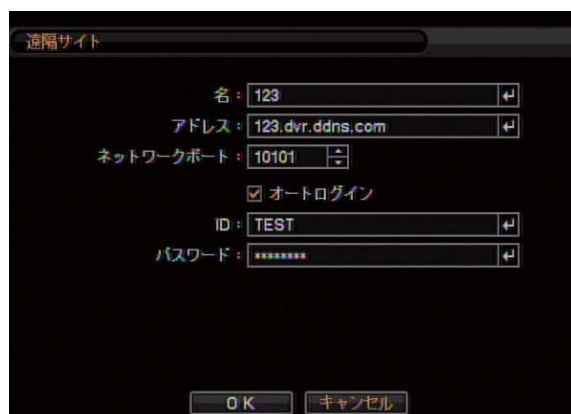 遠隔サイト
名: 123
アドレス: 123.dvr.ddns.com
ネットワークポート: 10101
オートログイン
ID: TEST
パスワード: ********
OK キャンセル